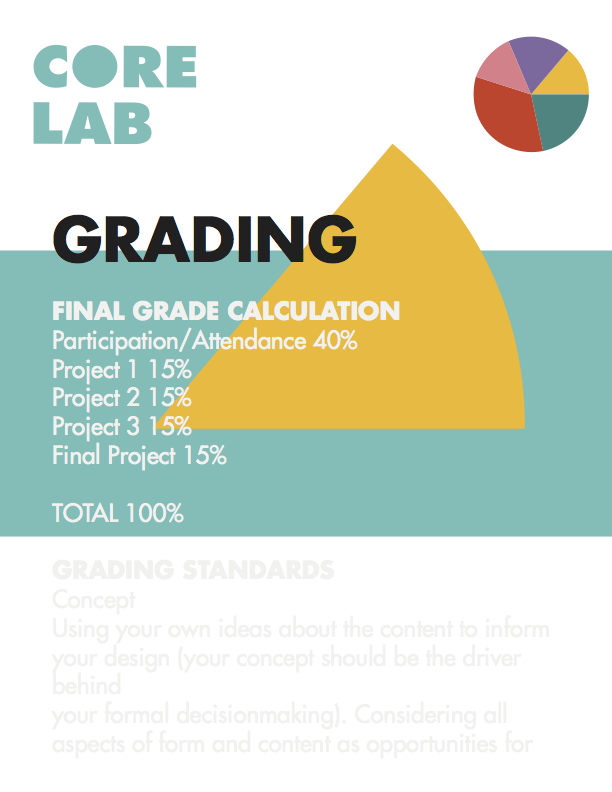 CORE
LAB
GRADING
FINAL GRADE CALCULATION
Participation/Attendance 40%
Project 1 15%
Project 2 15%
Project 3 15%
Final Project 15%
TOTAL 100%
GRADING STANDARDS
Concept
Using your own ideas about the content to inform
your design (your concept should be the driver
behind
your formal decisionmaking). Considering all
aspects of form and content as opportunities for